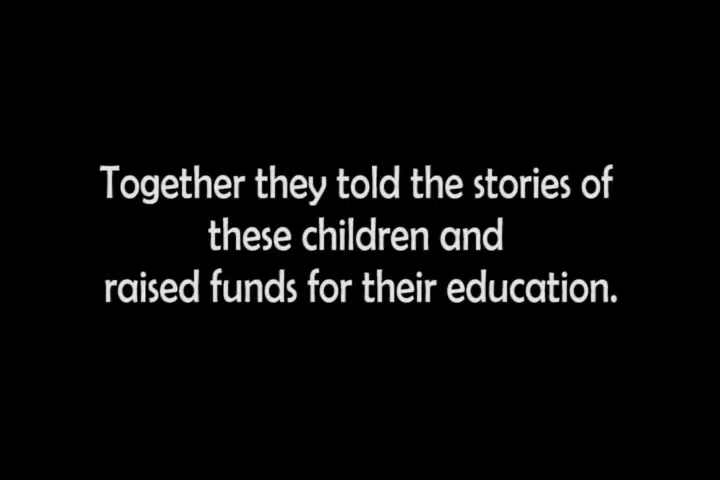 Together they told the stories of
these children and
raised funds for their education.